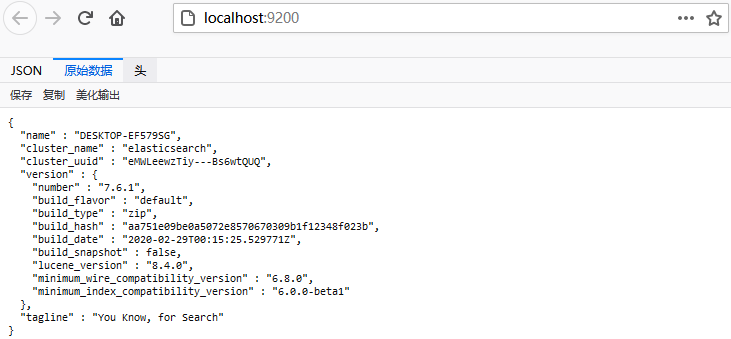 localhost:9200
JSON 原始数据 头
保存 复制 美化输出
{
  "name" : "DESKTOP-EF579SG",
  "cluster_name" : "elasticsearch",
  "cluster_uuid" : "eMWLeewzTiy---Bs6wtQUQ",
  "version" : {
    "number" : "7.6.1",
    "build_flavor" : "default",
    "build_type" : "zip",
    "build_hash" : "aa751e09be0a5072e8570670309b1f12348f023b",
    "build_date" : "2020-02-29T00:15:25.529771Z",
    "build_snapshot" : false,
    "lucene_version" : "8.4.0",
    "minimum_wire_compatibility_version" : "6.8.0",
    "minimum_index_compatibility_version" : "6.0.0-beta1"
  },
  "tagline" : "You Know, for Search"
}